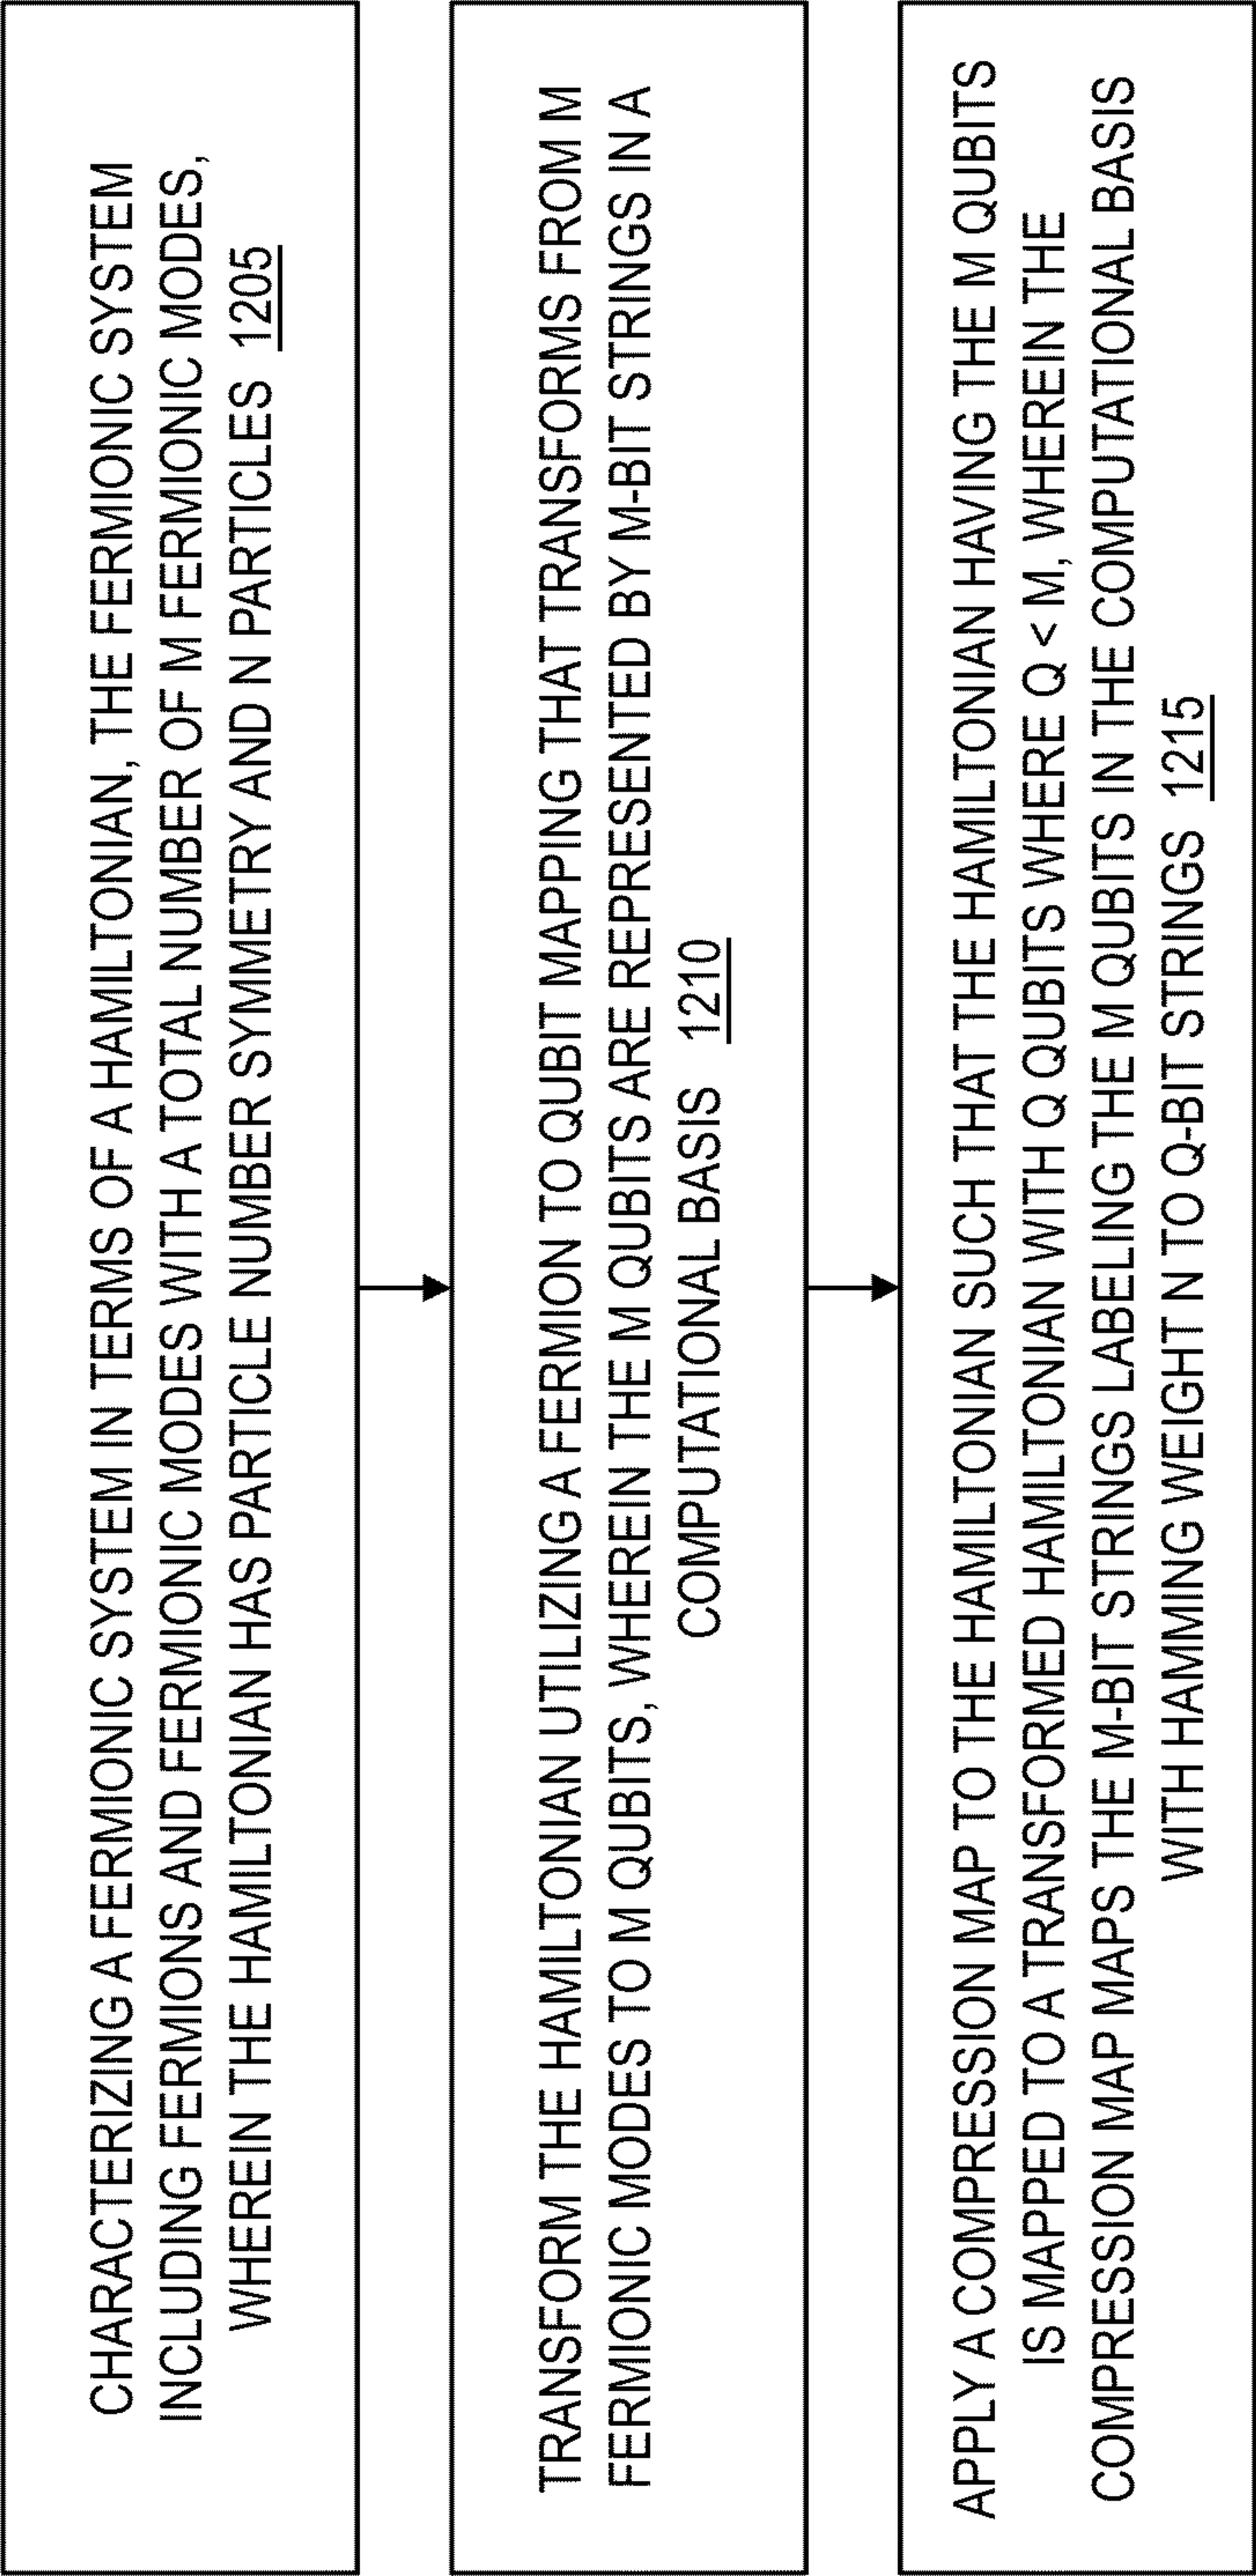 CHARACTERIZING A FERMIONIC SYSTEM IN TERMS OF A HAMILTONIAN, THE FERMIONIC SYSTEM
INCLUDING FERMIONS AND FERMIONIC MODES WITH A TOTAL NUMBER OF M FERMIONIC MODES,
WHEREIN THE HAMILTONIAN HAS PARTICLE NUMBER SYMMETRY AND N PARTICLES 1205
TRANSFORM THE HAMILTONIAN UTILIZING A FERMION TO QUBIT MAPPING THAT TRANSFORMS FROM M
FERMIONIC MODES TO M QUBITS, WHEREIN THE M QUBITS ARE REPRESENTED BY M-BIT STRINGS IN A
COMPUTATIONAL BASIS 1210
APPLY A COMPRESSION MAP TO THE HAMILTONIAN SUCH THAT THE HAMILTONIAN HAVING THE M QUBITS
IS MAPPED TO A TRANSFORMED HAMILTONIAN WITH Q QUBITS WHERE Q < M, WHEREIN THE
COMPRESSION MAP MAPS THE M-BIT STRINGS LABELING THE M QUBITS IN THE COMPUTATIONAL BASIS
WITH HAMMING WEIGHT N TO Q-BIT STRINGS 1215